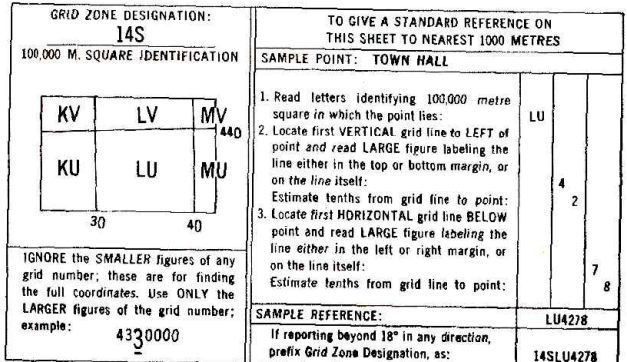 GRID ZONE DESIGNATION:
14S
100,000 M. SQUARE IDENTIFICATION
KV LV MV
440
KU LU MU
30 40
IGNORE the SMALLER figures of any
grid number; these are for finding
the full coordinates. Use ONLY the
LARGER figures of the grid number;
example: 4330000
TO GIVE A STANDARD REFERENCE ON
THIS SHEET TO NEAREST 1000 METRES
SAMPLE POINT: TOWN HALL
1. Read letters identifying 100,000 metre
square in which the point lies: LU
2. Locate first VERTICAL grid line to LEFT of
point and read LARGE figure labeling the
line either in the top or bottom margin, or
on the line itself: 4
Estimate tenths from grid line to point: 2
3. Locate first HORIZONTAL grid line BELOW
point and read LARGE figure labeling the
line either in the left or right margin, or
on the line itself: 7
Estimate tenths from grid line to point: 8
SAMPLE REFERENCE: LU4278
If reporting beyond 18° in any direction,
prefix Grid Zone Designation, as: 14SLU4278